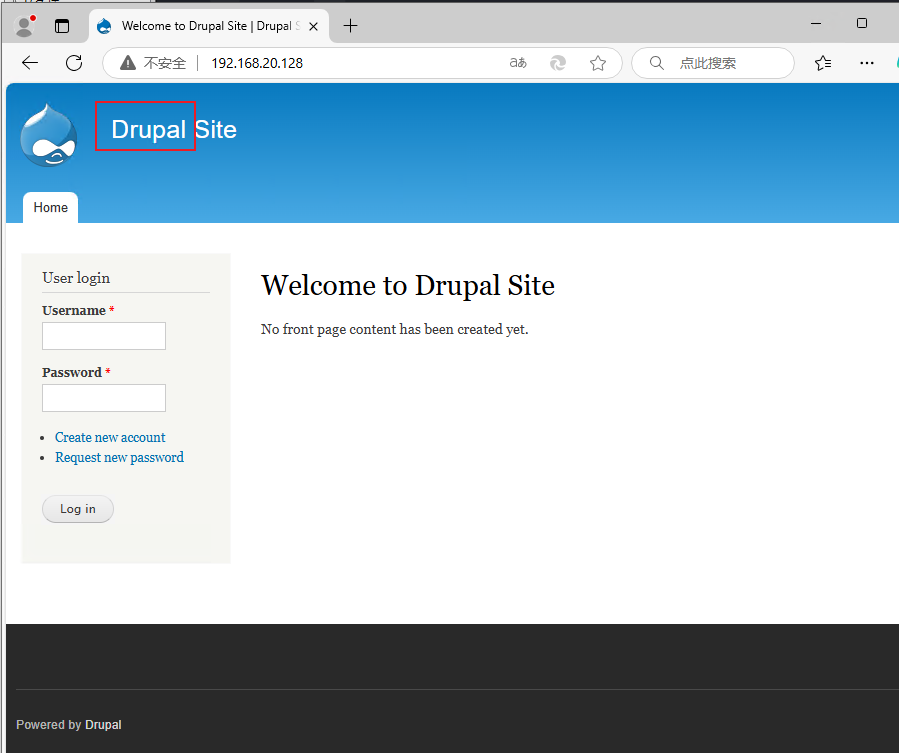 Welcome to Drupal Site | Drupal S
不安全
192.168.20.128
aあ
点此搜索
Drupal Site
Home
User login
Username *
Password *
Create new account
Request new password
Log in
Welcome to Drupal Site
No front page content has been created yet.
Powered by Drupal